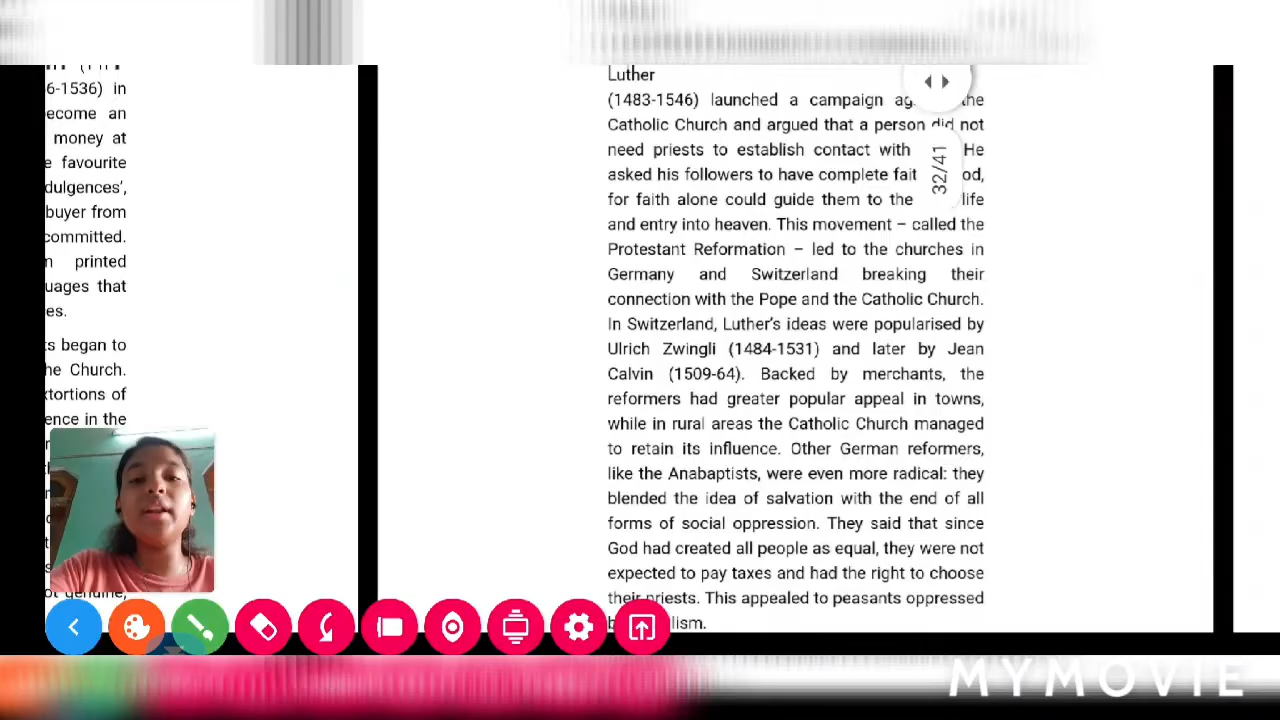 6-1536) in
ecome an
money at
e favourite
dulgences',
buyer from
committed.
n printed
uages that
es.
ts began to
he Church.
xtortions of
ence in the
ot genuine,
Luther
(1483-1546) launched a campaign ag the
Catholic Church and argued that a person did not
need priests to establish contact with He
asked his followers to have complete fait od,
for faith alone could guide them to the life
and entry into heaven. This movement – called the
Protestant Reformation – led to the churches in
Germany and Switzerland breaking their
connection with the Pope and the Catholic Church.
In Switzerland, Luther's ideas were popularised by
Ulrich Zwingli (1484-1531) and later by Jean
Calvin (1509-64). Backed by merchants, the
reformers had greater popular appeal in towns,
while in rural areas the Catholic Church managed
to retain its influence. Other German reformers,
like the Anabaptists, were even more radical: they
blended the idea of salvation with the end of all
forms of social oppression. They said that since
God had created all people as equal, they were not
expected to pay taxes and had the right to choose
their priests. This appealed to peasants oppressed
b lism.
32/41
MYMOVIE